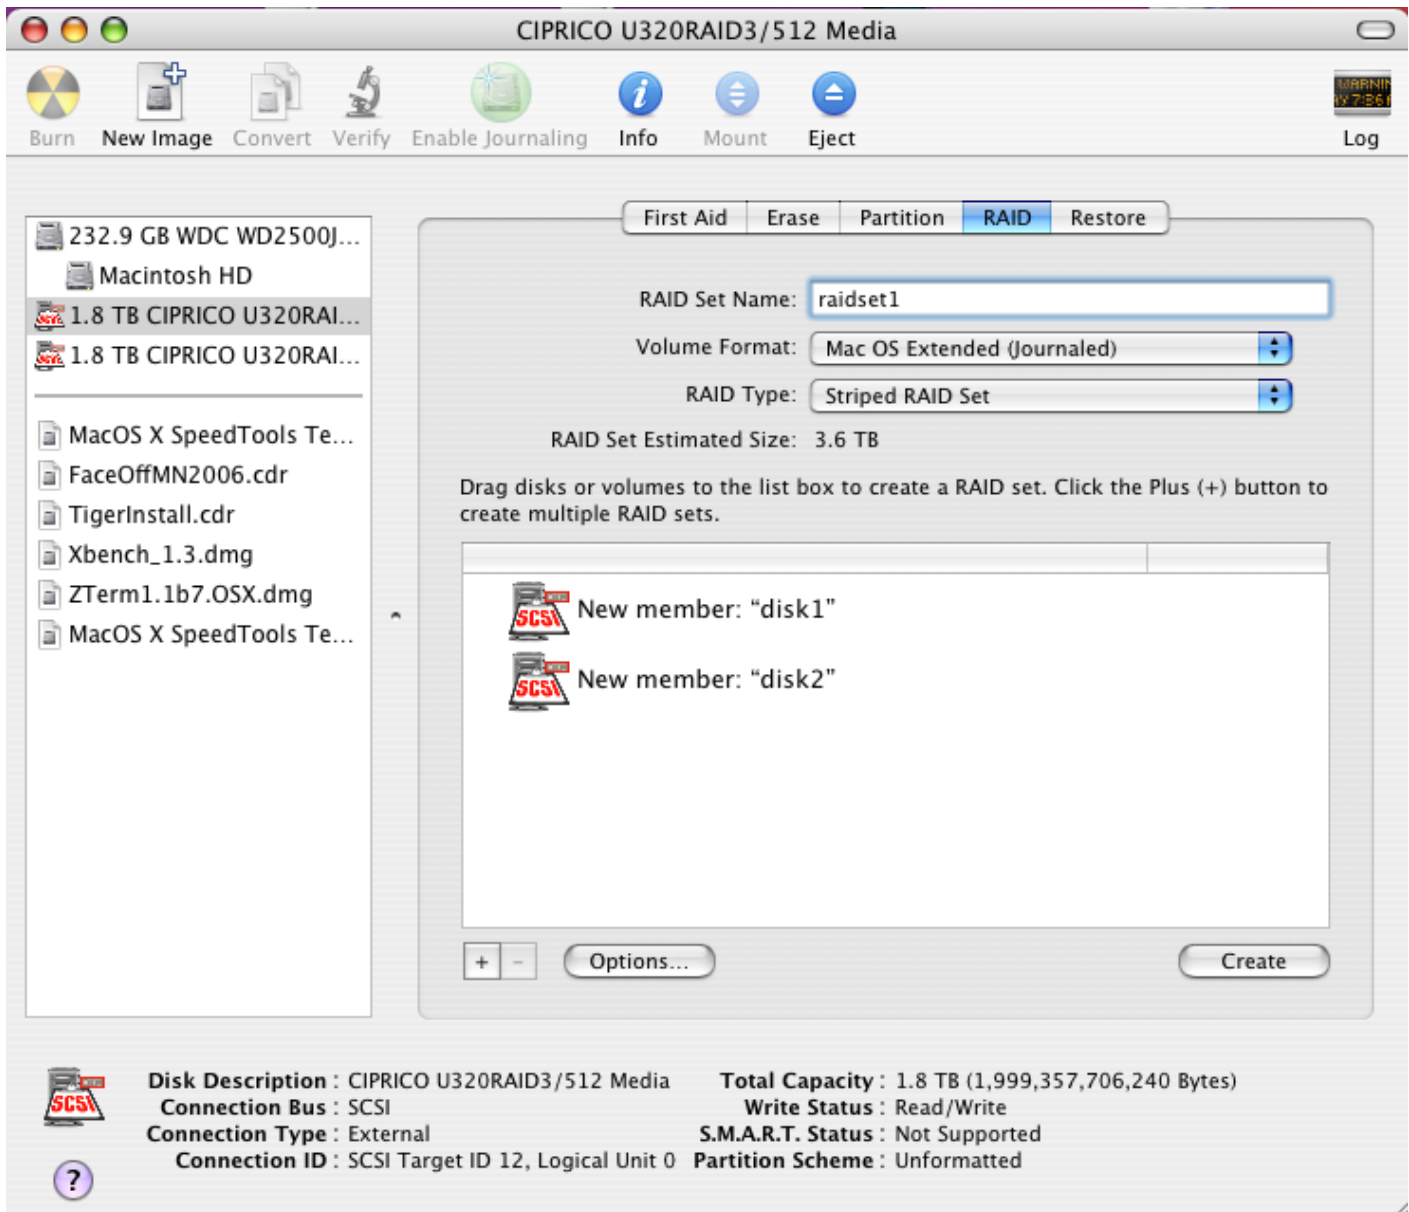 CIPRICO U320RAID3/512 Media
Burn New Image Convert Verify Enable Journaling Info Mount Eject Log
WARNIN
7:36
232.9 GB WDC WD2500J...
Macintosh HD
1.8 TB CIPRICO U320RAI...
1.8 TB CIPRICO U320RAI...
MacOS X SpeedTools Te...
FaceOffMN2006.cdr
TigerInstall.cdr
Xbench_1.3.dmg
ZTerm1.1b7.OSX.dmg
MacOS X SpeedTools Te...
First Aid Erase Partition RAID Restore
RAID Set Name: raidset1
Volume Format: Mac OS Extended (Journaled)
RAID Type: Striped RAID Set
RAID Set Estimated Size: 3.6 TB
Drag disks or volumes to the list box to create a RAID set. Click the Plus (+) button to
create multiple RAID sets.
SCSI New member: “disk1”
SCSI New member: “disk2”
+ - Options... Create
SCSI
Disk Description : CIPRICO U320RAID3/512 Media
Connection Bus : SCSI
Connection Type : External
Connection ID : SCSI Target ID 12, Logical Unit 0
Total Capacity : 1.8 TB (1,999,357,706,240 Bytes)
Write Status : Read/Write
S.M.A.R.T. Status : Not Supported
Partition Scheme : Unformatted
?